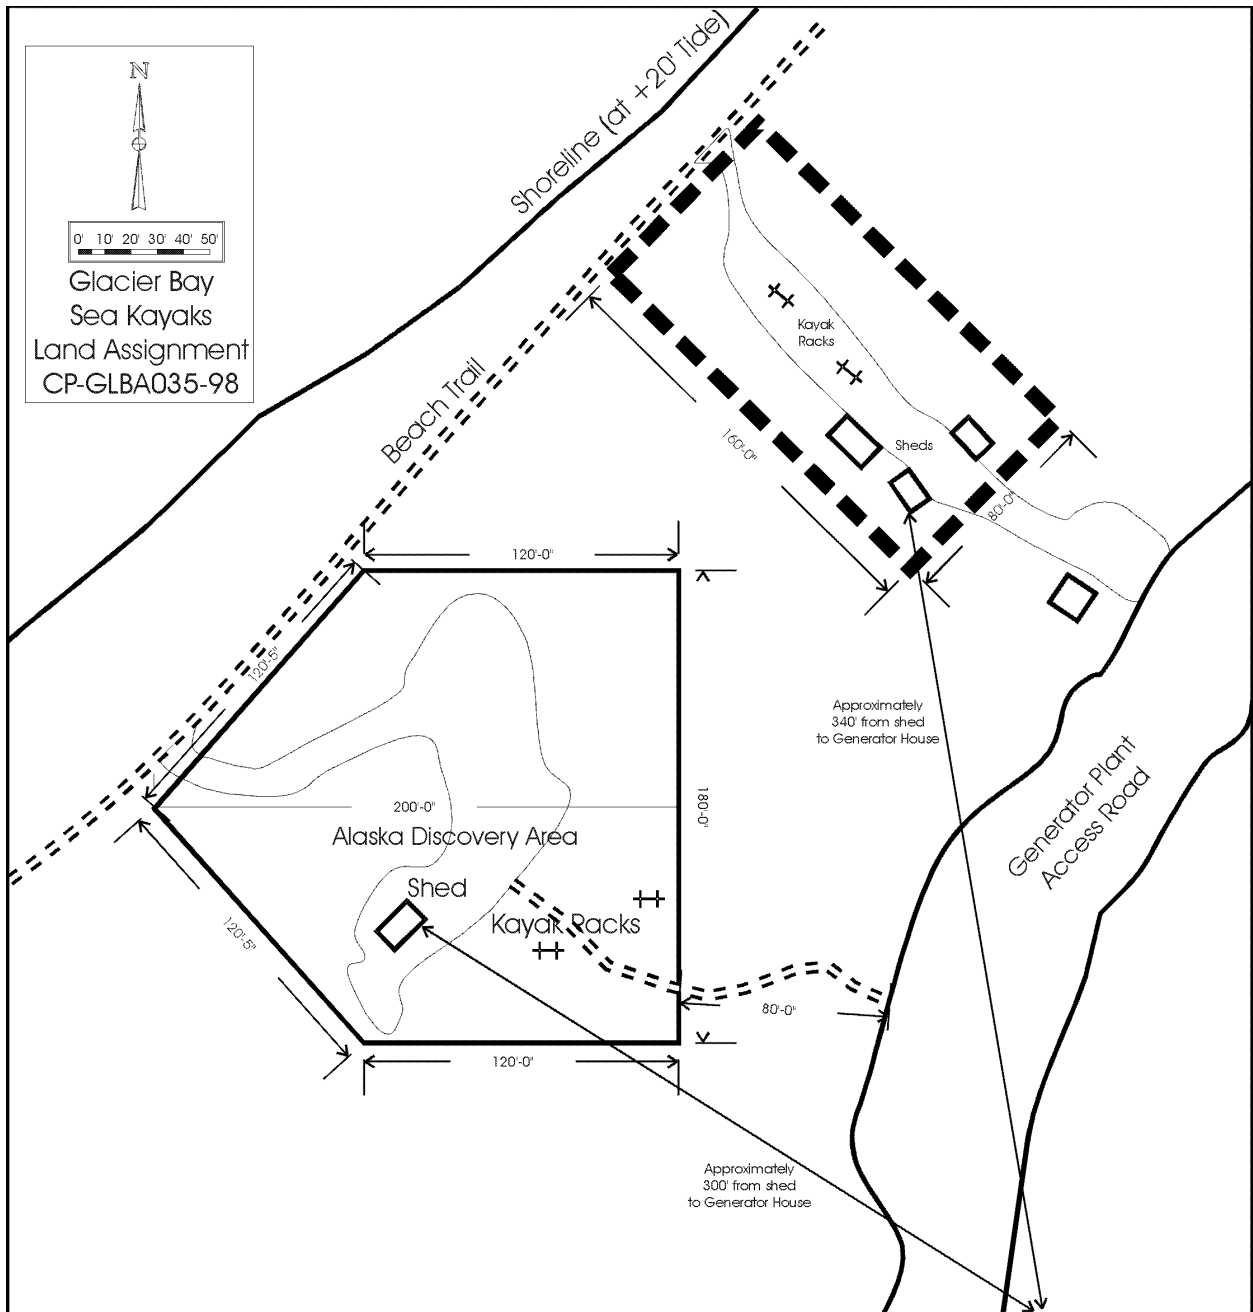 N
0' 10' 20' 30' 40' 50'
Glacier Bay
Sea Kayaks
Land Assignment
CP-GLBA035-98
Shoreline (at +20' Tide)
Beach Trail
Kayak
Racks
Sheds
160'-0"
80'-0"
120'-0"
120'-5"
Approximately
340' from shed
to Generator House
Generator Plant
Access Road
200'-0"
180'-0"
Alaska Discovery Area
Shed
Kayak Racks
120'-5"
80'-0"
120'-0"
Approximately
300' from shed
to Generator House